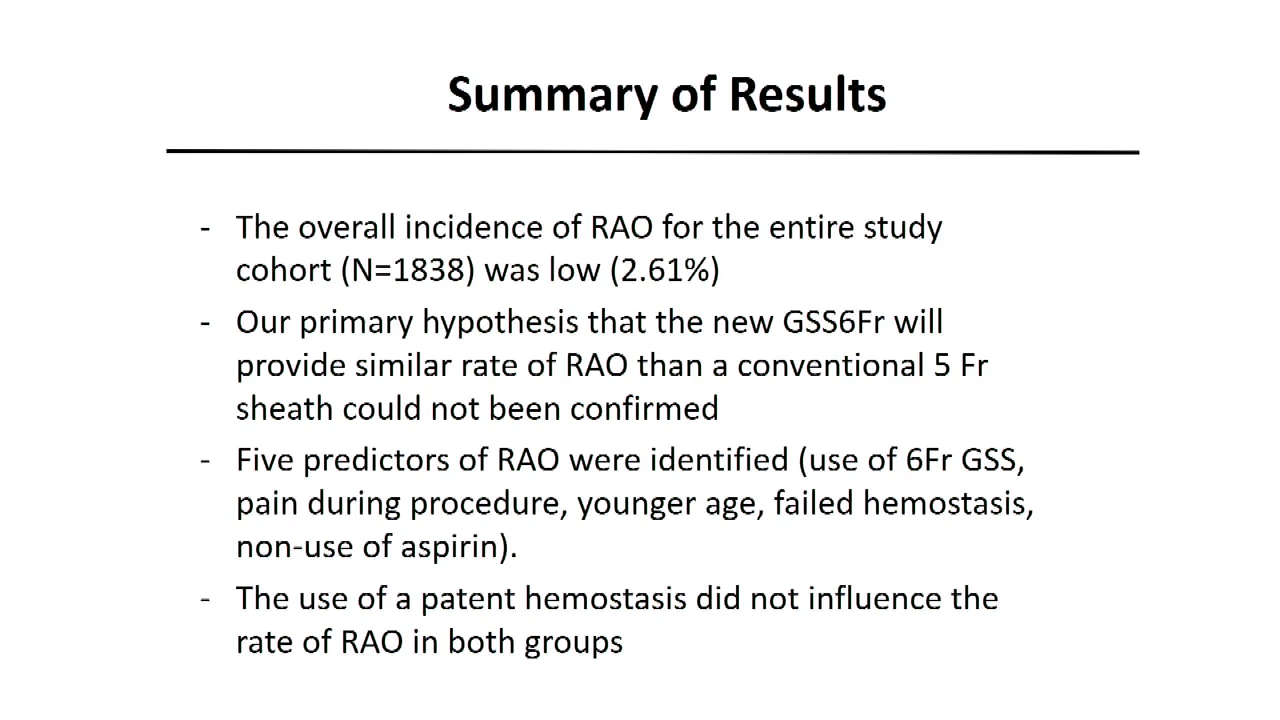 Summary of Results
- The overall incidence of RAO for the entire study
cohort (N=1838) was low (2.61%)
- Our primary hypothesis that the new GSS6Fr will
provide similar rate of RAO than a conventional 5 Fr
sheath could not been confirmed
- Five predictors of RAO were identified (use of 6Fr GSS,
pain during procedure, younger age, failed hemostasis,
non-use of aspirin).
- The use of a patent hemostasis did not influence the
rate of RAO in both groups